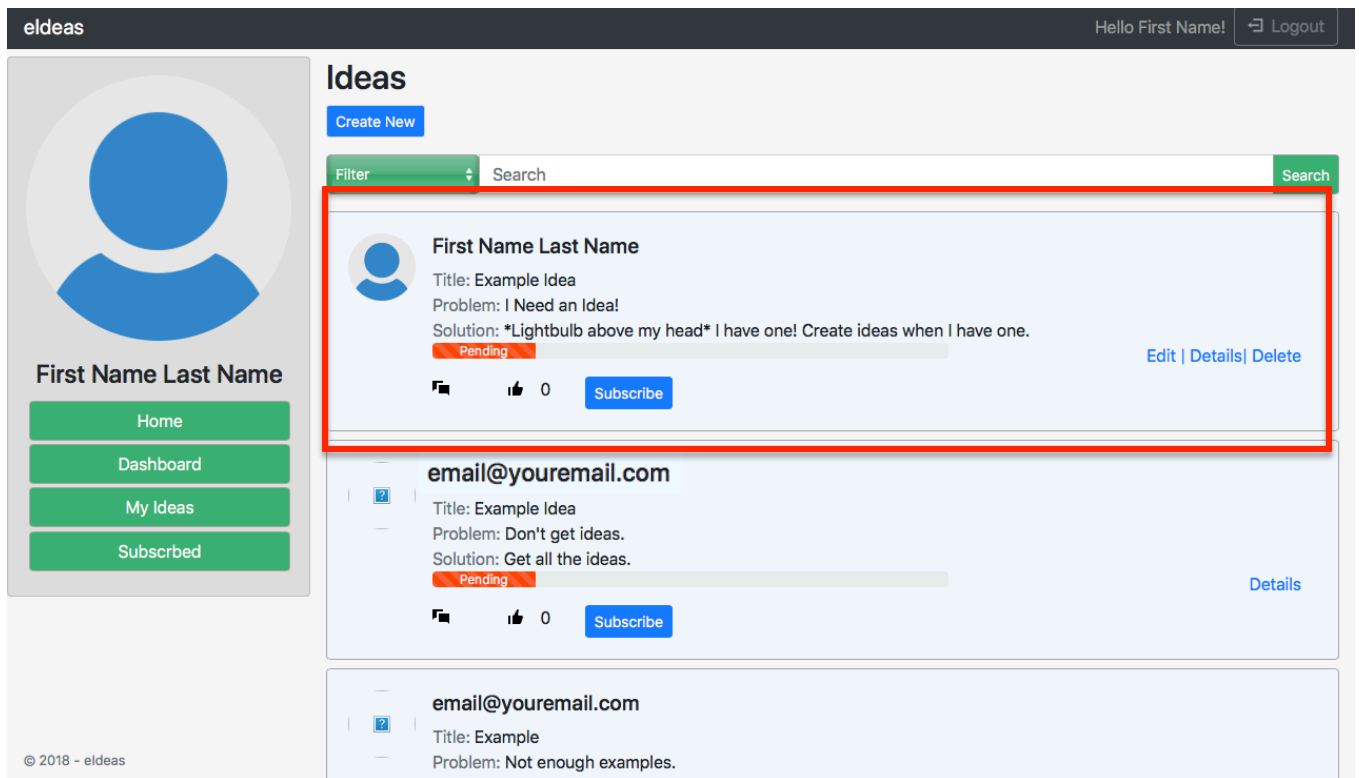 eIdeas
Hello First Name! Logout
First Name Last Name
Home
Dashboard
My Ideas
Subscrbed
© 2018 - eIdeas
Ideas
Create New
Filter Search Search
First Name Last Name
Title: Example Idea
Problem: I Need an Idea!
Solution: *Lightbulb above my head* I have one! Create ideas when I have one.
Pending
Edit | Details| Delete
0 Subscribe
email@youremail.com
Title: Example Idea
Problem: Don't get ideas.
Solution: Get all the ideas.
Pending
Details
0 Subscribe
email@youremail.com
Title: Example
Problem: Not enough examples.